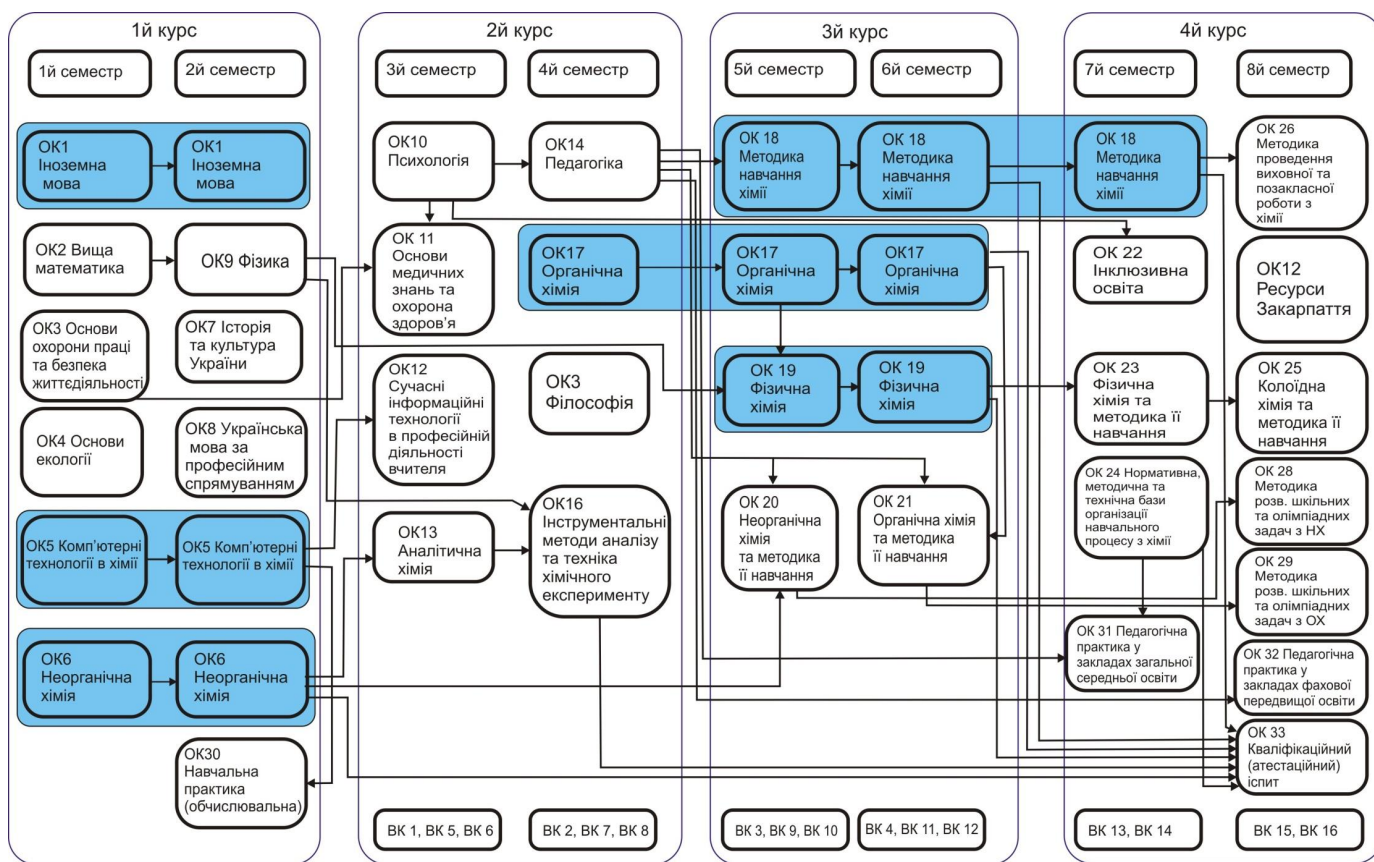 1й курс
1й семестр
2й семестр
ОК1
Іноземна
мова
ОК1
Іноземна
мова
ОК2 Вища
математика
ОК9 Фізика
ОК3 Основи
охорони праці
та безпека
життєдіяльності
ОК7 Історія
та культура
України
ОК4 Основи
екології
ОК8 Українська
мова за
професійним
спрямуванням
ОК5 Комп'ютерні
технології в хімії
ОК5 Комп'ютерні
технології в хімії
ОК6
Неорганічна
хімія
ОК6
Неорганічна
хімія
ОК30
Навчальна
практика
(обчислювальна)
2й курс
3й семестр
4й семестр
ОК10
Психологія
ОК14
Педагогіка
ОК 11
Основи
медичних
знань та
охорона
здоров'я
ОК17
Органічна
хімія
ОК12
Сучасні
інформаційні
технології
в професійній
діяльності
вчителя
ОК3
Філософія
ОК13
Аналітична
хімія
ОК16
Інструментальні
методи аналізу
та техніка
хімічного
експерименту
ВК 1, ВК 5, ВК 6
ВК 2, ВК 7, ВК 8
3й курс
5й семестр
6й семестр
ОК 18
Методика
навчання
хімії
ОК 18
Методика
навчання
хімії
ОК17
Органічна
хімія
ОК17
Органічна
хімія
ОК 19
Фізична
хімія
ОК 19
Фізична
хімія
ОК 20
Неорганічна
хімія
та методика
її навчання
ОК 21
Органічна хімія
та методика
її навчання
ВК 3, ВК 9, ВК 10
ВК 4, ВК 11, ВК 12
4й курс
7й семестр
8й семестр
ОК 18
Методика
навчання
хімії
ОК 26
Методика
проведення
виховної та
позакласної
роботи з
хімії
ОК 22
Інклюзивна
освіта
ОК12
Ресурси
Закарпаття
ОК 23
Фізична
хімія та
методика її
навчання
ОК 25
Колоїдна
хімія та
методика її
навчання
ОК 24 Нормативна,
методична та
технічна бази
організації
навчального
процесу з хімії
ОК 28
Методика
розв. шкільних
та олімпіадних
задач з НХ
ОК 29
Методика
розв. шкільних
та олімпіадних
задач з ОХ
ОК 31 Педагогічна
практика у
закладах загальної
середньої освіти
ОК 32 Педагогічна
практика у
закладах фахової
передвищої освіти
ОК 33
Кваліфікаційний
(атестаційний)
іспит
ВК 13, ВК 14
ВК 15, ВК 16